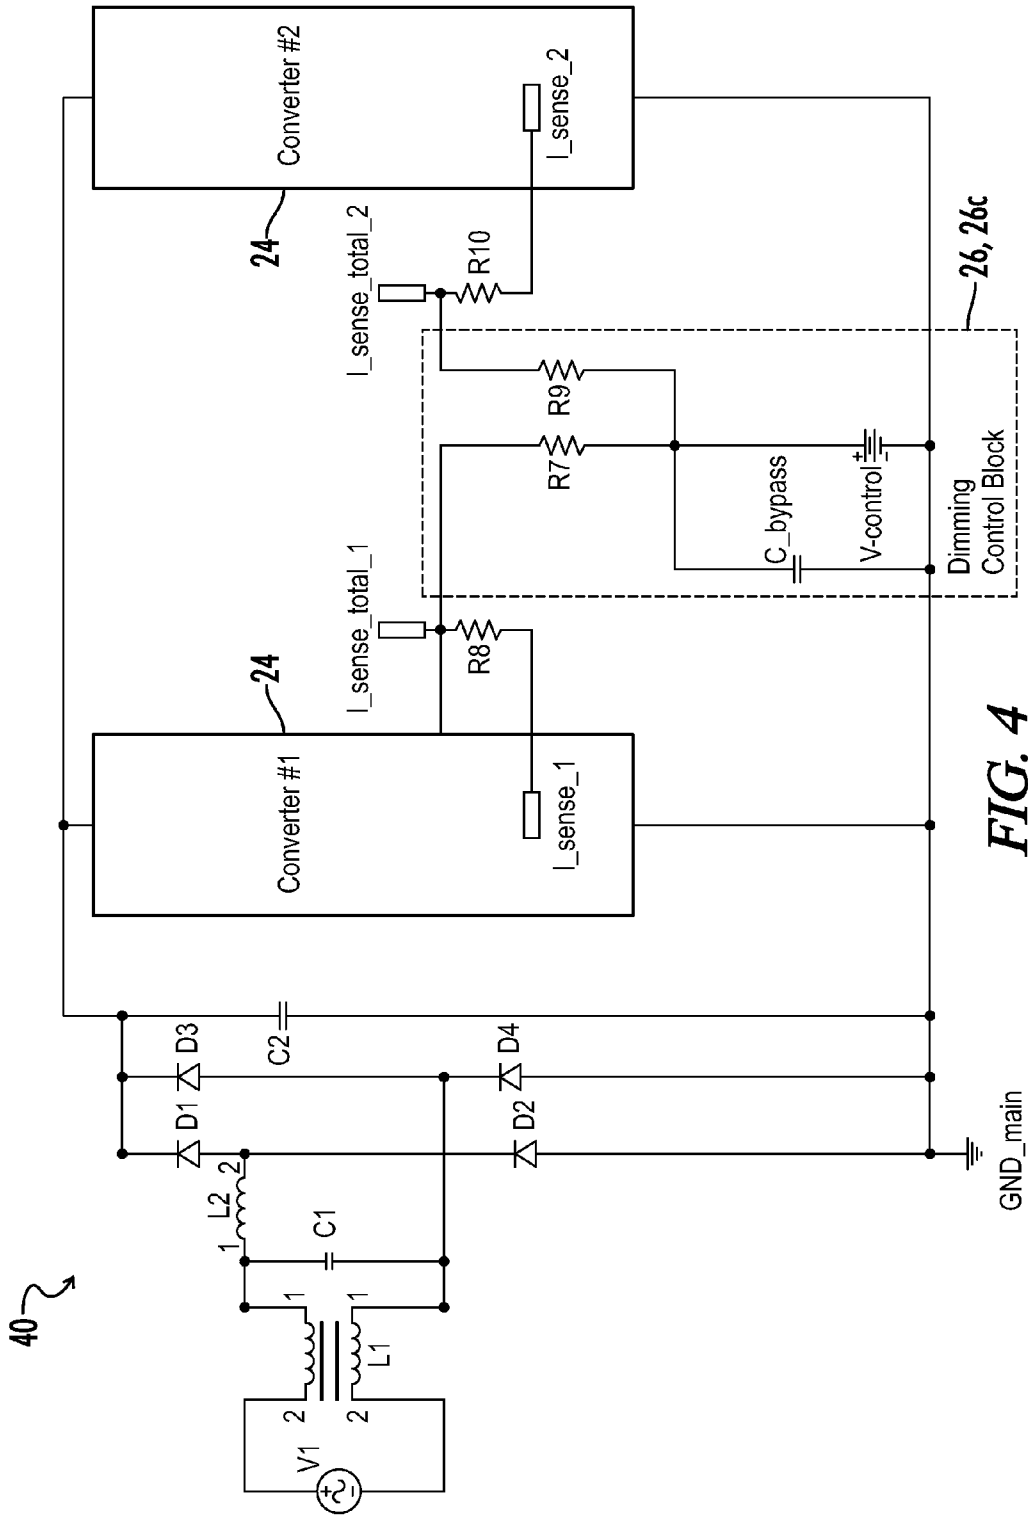 40
V1
+
-
2
1
2
1
L1
C1
1
L2
2
D1
D3
D2
D4
C2
GND_main
Converter #1
24
I_sense_1
I_sense_total_1
R8
R7
R9
C_bypass
V-control
+
-
Dimming
Control Block
26, 26c
I_sense_total_2
R10
24
Converter #2
I_sense_2
FIG. 4